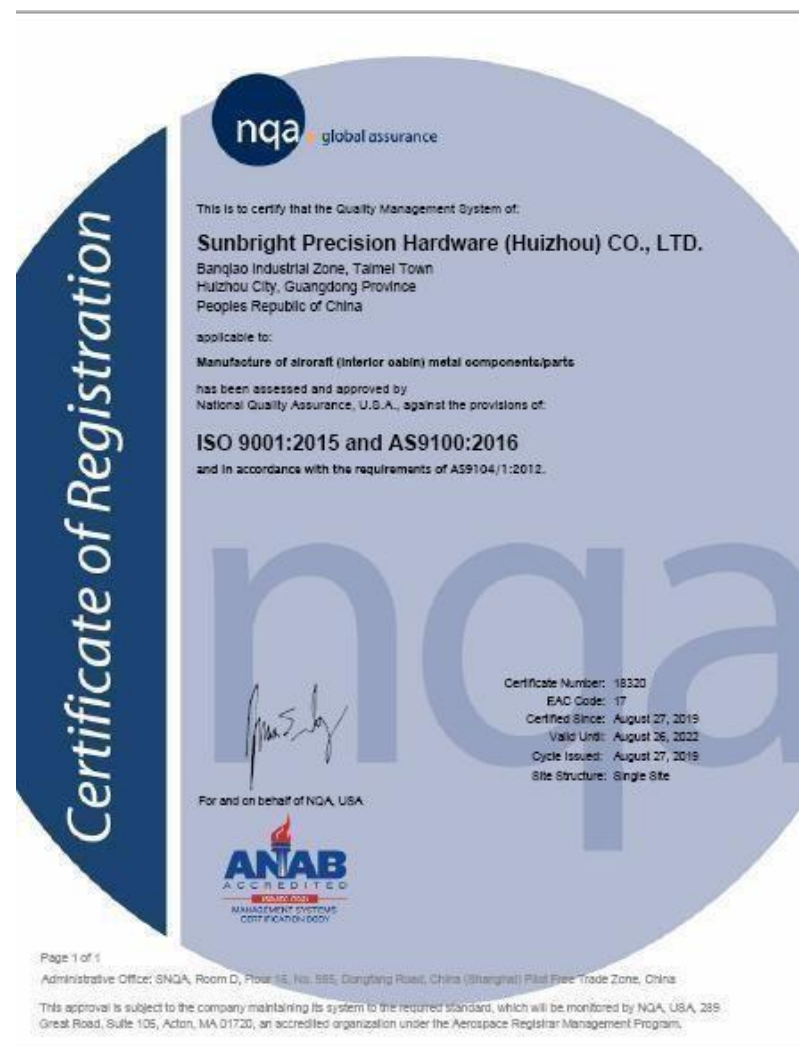 nqa
global assurance
This is to certify that the Quality Management System of:
Sunbright Precision Hardware (Huizhou) CO., LTD.
Banqiao Industrial Zone, Taimei Town
Huizhou City, Guangdong Province
Peoples Republic of China
applicable to:
Manufacture of aircraft (interior cabin) metal components/parts
has been assessed and approved by
National Quality Assurance, U.S.A., against the provisions of:
ISO 9001:2015 and AS9100:2016
and in accordance with the requirements of AS9104/1:2012.
Certificate of Registration
nqa
Certificate Number: 18320
EAC Code: 17
Certified Since: August 27, 2019
Valid Until: August 26, 2022
Cycle Issued: August 27, 2019
Site Structure: Single Site
For and on behalf of NQA, USA
ANAB
ACCREDITED
MANAGEMENT SYSTEMS
CERTIFICATION BODY
Page 1 of 1
Administrative Office: SNQA, Room D, Floor 16, No. Dongfang Road, China (Shanghai) Pilot Free Trade Zone, China
This approval is subject to the company maintaining its system to the required standard, which will be monitored by NQA, USA, 289
Great Road, Suite 105, Acton, MA 01720, an accredited organization under the Aerospace Registrar Management Program.